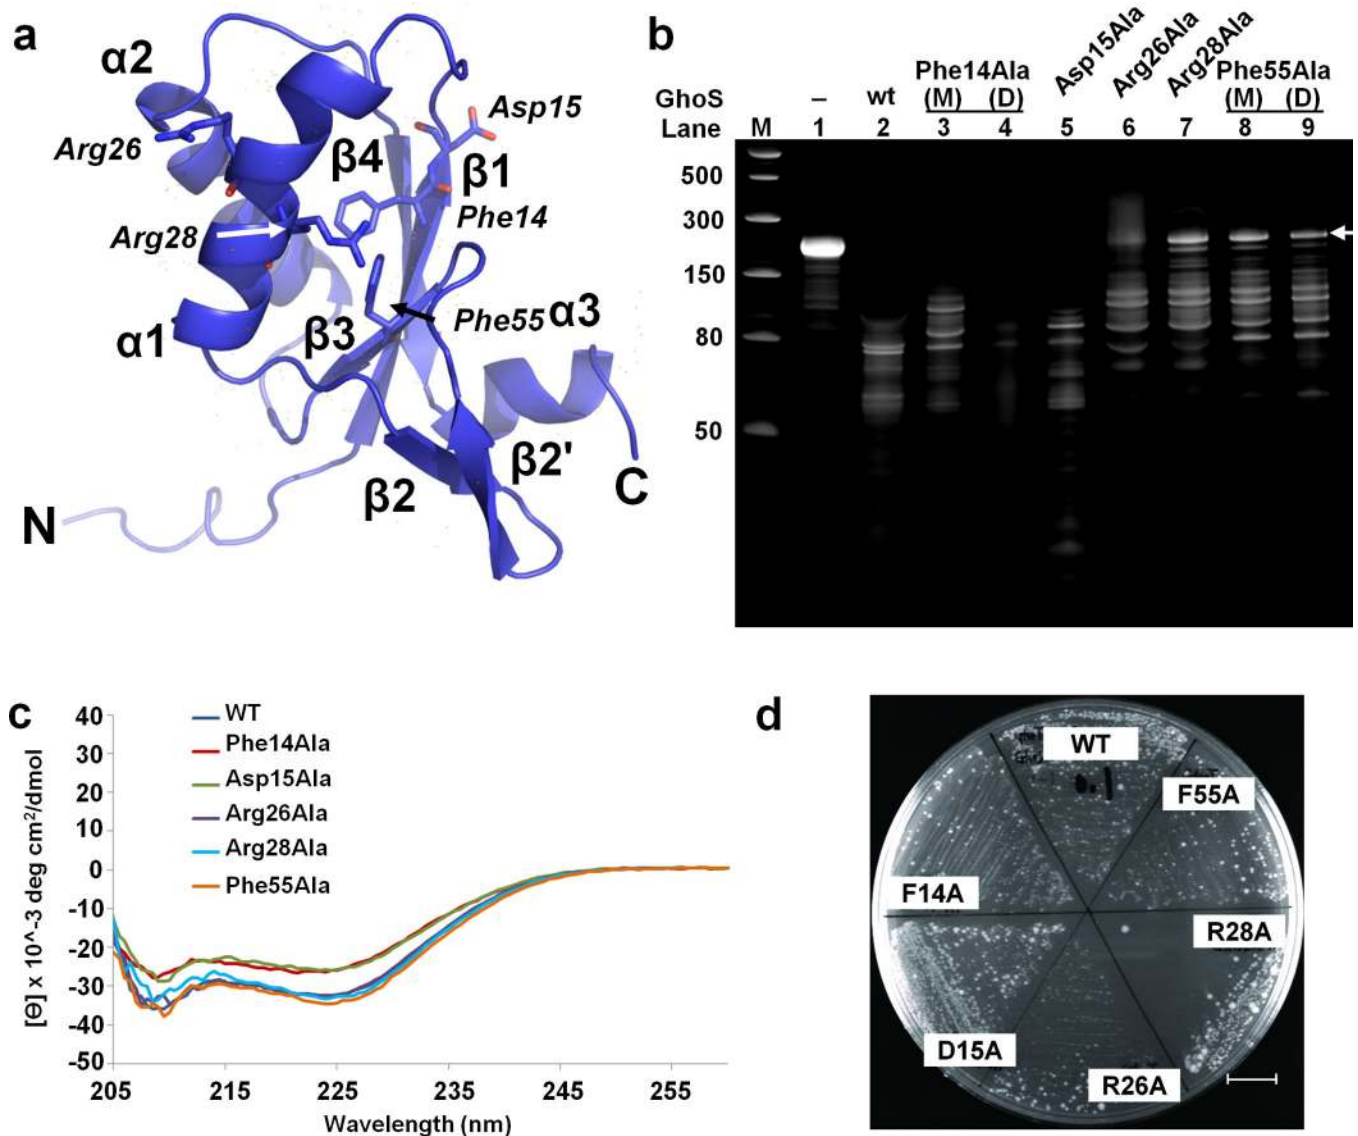 a
α2
Arg26
β4
Asp15
β1
Arg28
Phe14
α1
β3
Phe55
α3
β2
β2'
N
C
b
GhoS
Lane
–
wt
Phe14Ala
(M) (D)
Asp15Ala
Arg26Ala
Arg28Ala
Phe55Ala
(M) (D)
M 1 2 3 4 5 6 7 8 9
500
300
150
80
50
c
WT
Phe14Ala
Asp15Ala
Arg26Ala
Arg28Ala
Phe55Ala
[Θ] x 10^-3 deg cm²/dmol
40
30
20
10
0
-10
-20
-30
-40
-50
205 215 225 235 245 255
Wavelength (nm)
d
WT
0.1
F55A
F14A
R28A
D15A
R26A